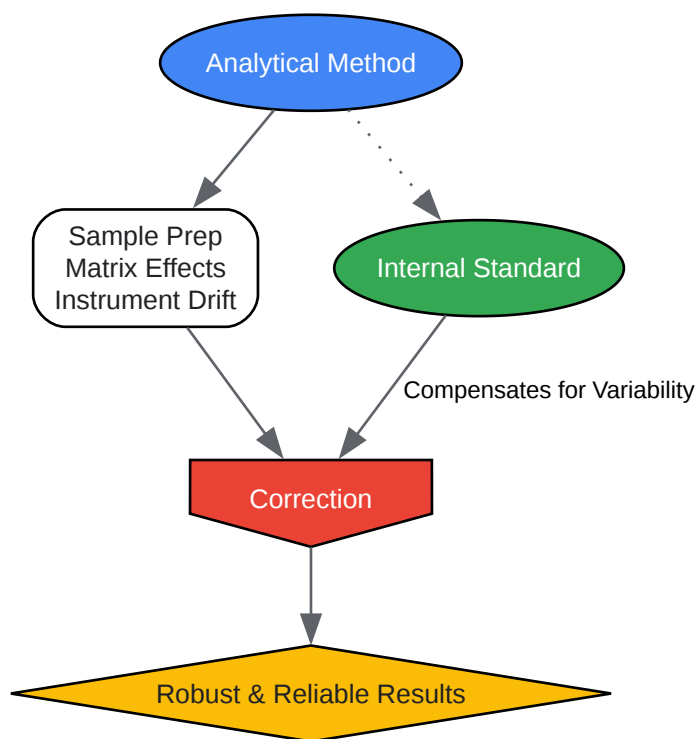 Analytical Method
Sample Prep
Matrix Effects
Instrument Drift
Internal Standard
Compensates for Variability
Correction
Robust & Reliable Results